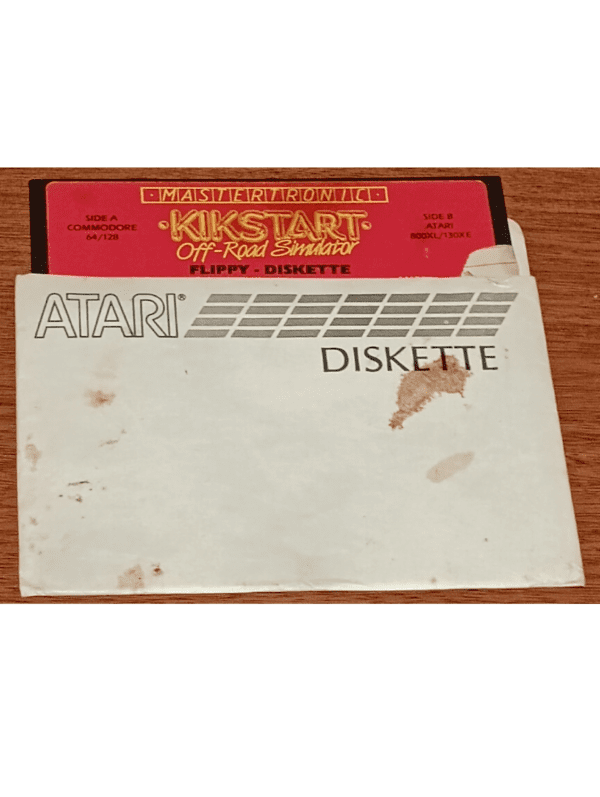 ·MASTERTRONIC·
SIDE A
COMMODORE
64/128
·KIKSTART·
Off-Road Simulator
FLIPPY - DISKETTE
SIDE B
ATARI
800XL/130XE
ATARI®
DISKETTE